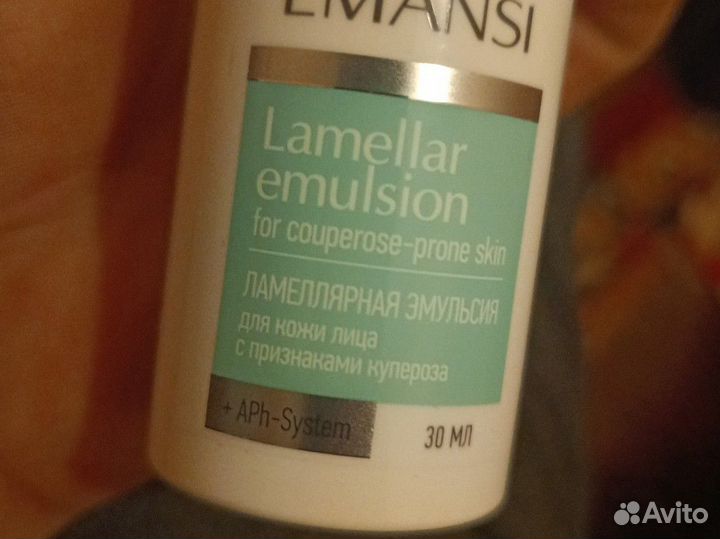 EMANSI
Lamellar
emulsion
for couperose-prone skin
ЛАМЕЛЛЯРНАЯ ЭМУЛЬСИЯ
для кожи лица
с признаками купероза
+ APh-System
30 МЛ
Avito